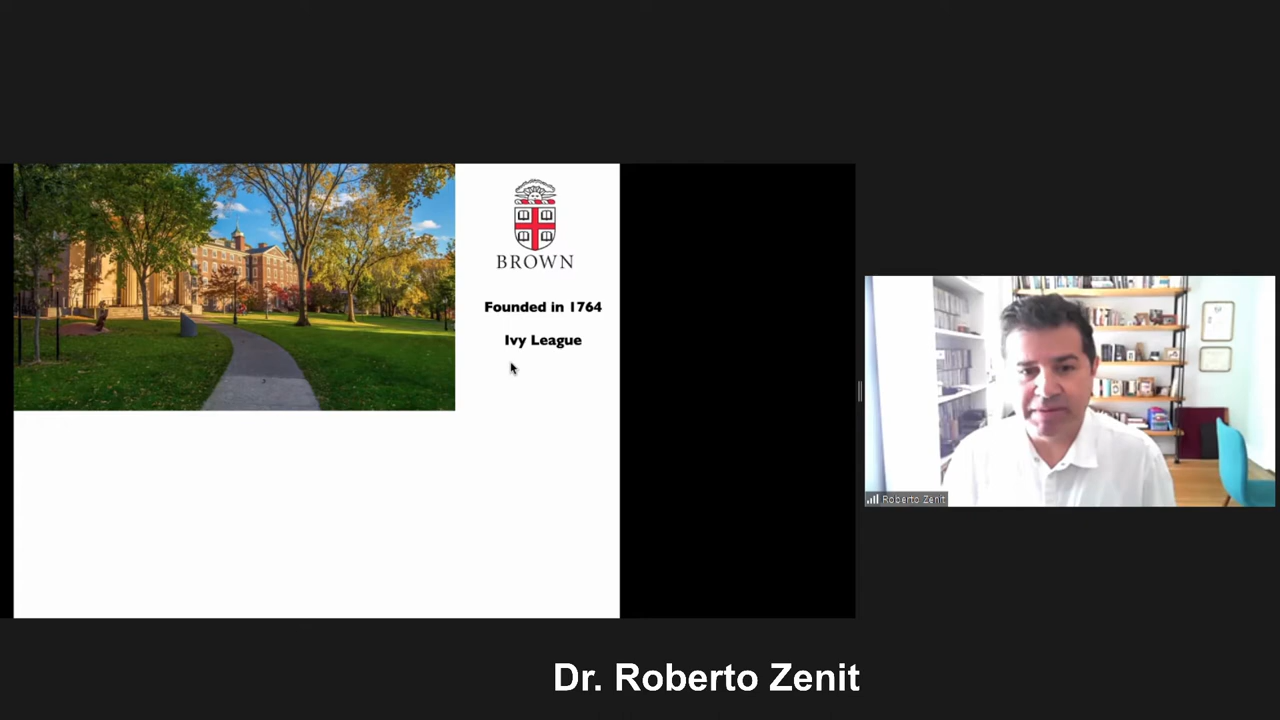 BROWN
Founded in 1764
Ivy League
Roberto Zenit
Dr. Roberto Zenit